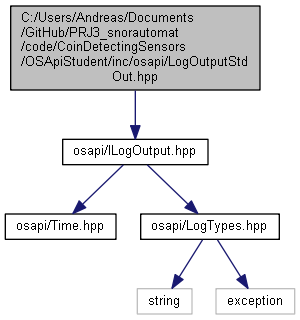 C:/Users/Andreas/Documents
/GitHub/PRJ3_snorautomat
/code/CoinDetectingSensors
/OSApiStudent/inc/osapi/LogOutputStd
Out.hpp
osapi/ILogOutput.hpp
osapi/Time.hpp
osapi/LogTypes.hpp
string
exception